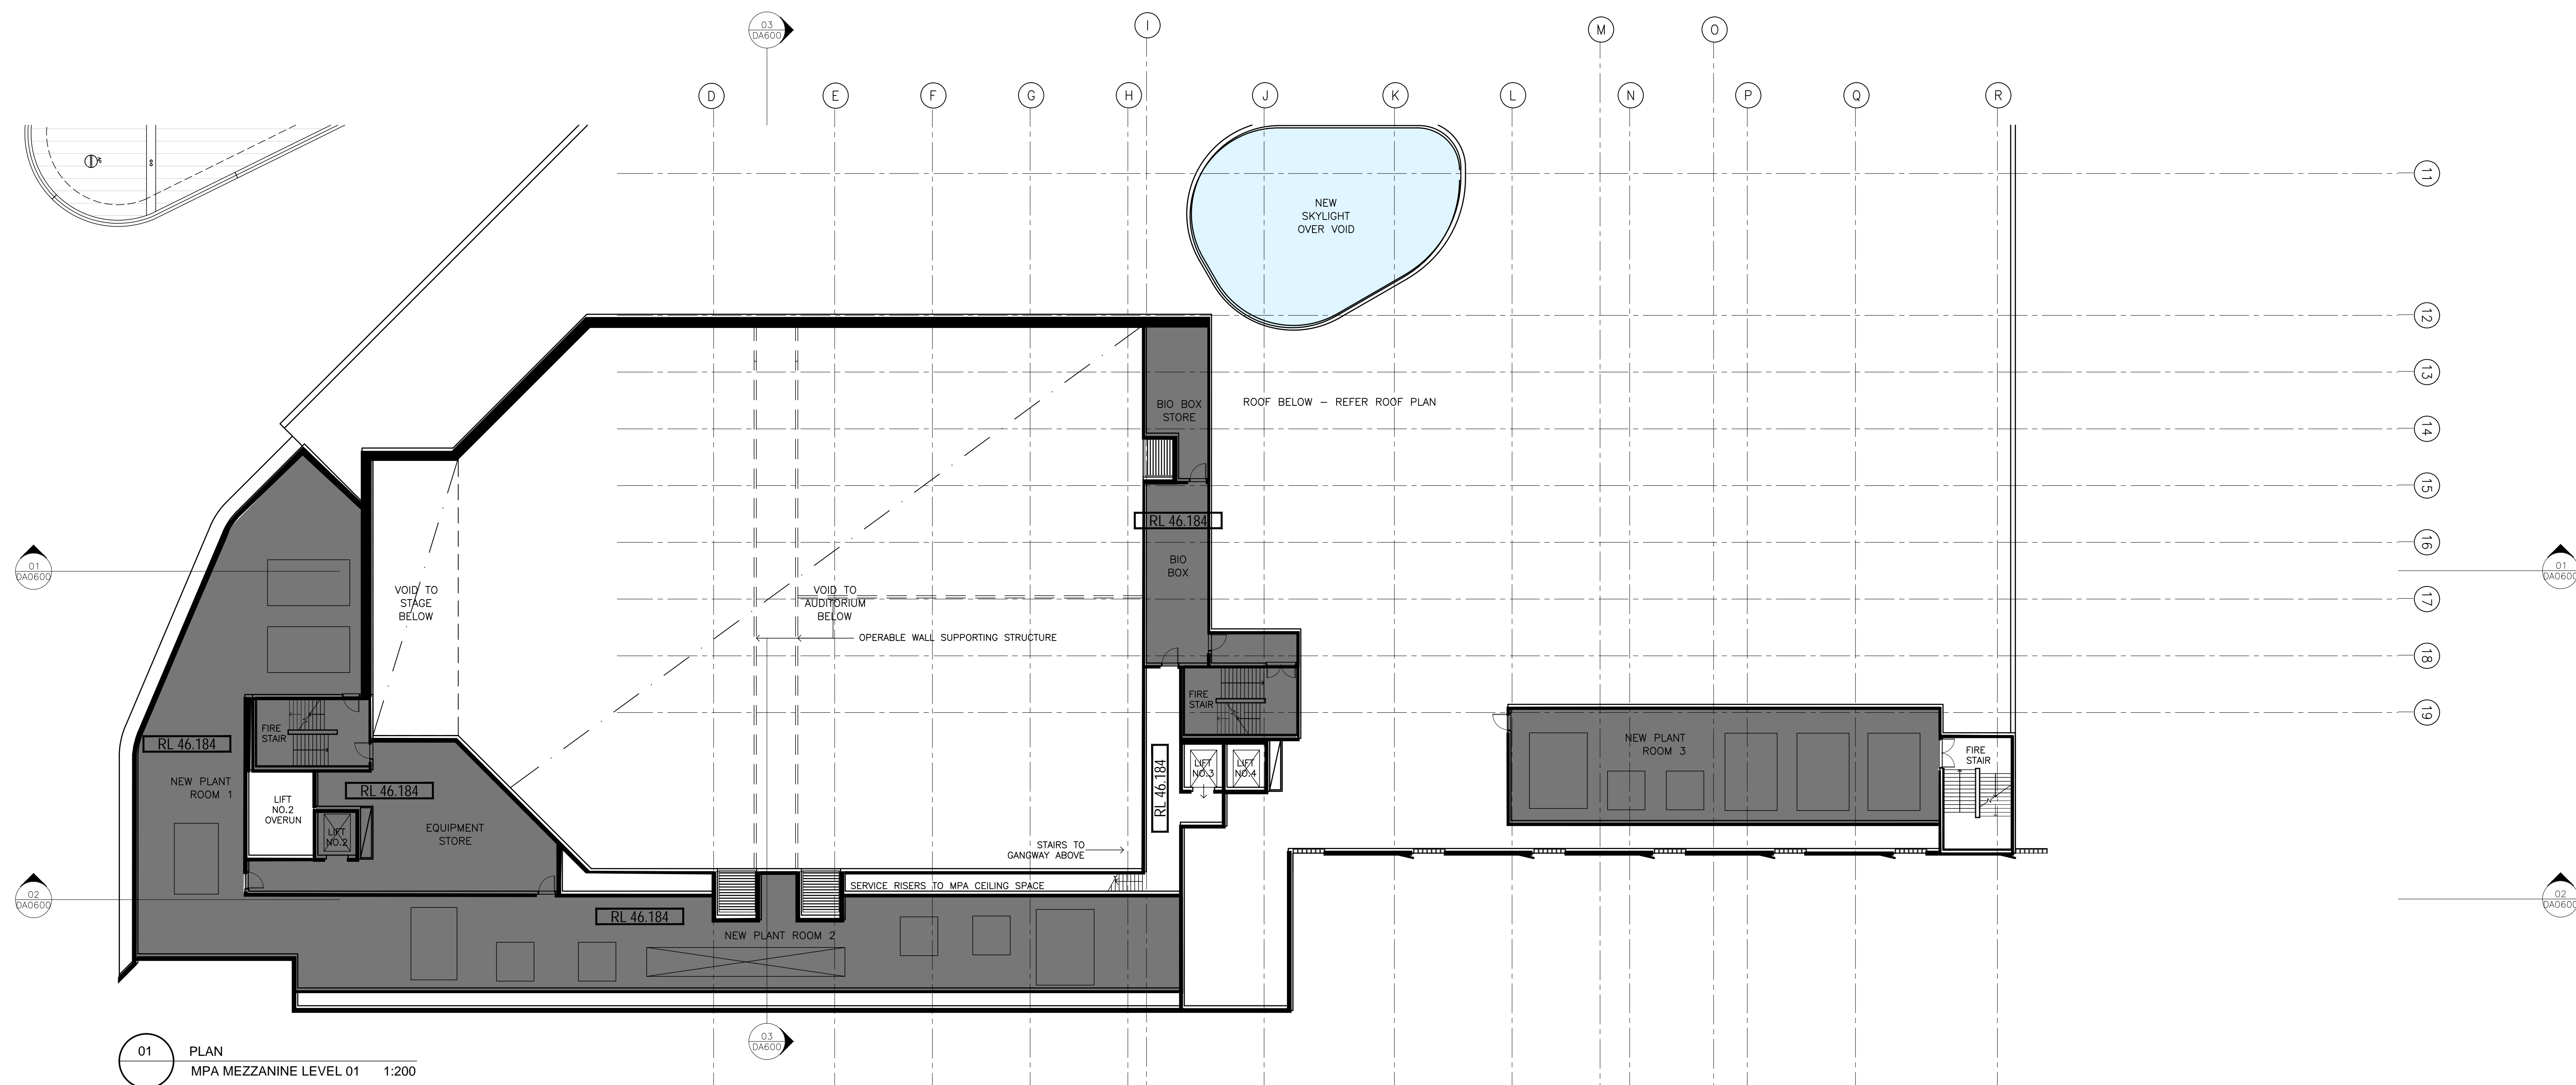 03
DA600
I
M
O
D
E
F
G
H
J
K
L
N
P
Q
R
11
NEW
SKYLIGHT
OVER VOID
12
13
BIO BOX
STORE
ROOF BELOW – REFER ROOF PLAN
14
15
RL 46.184
16
01
DA0600
BIO
BOX
01
DA0600
VOID TO
STAGE
BELOW
VOID TO
AUDITORIUM
BELOW
17
OPERABLE WALL SUPPORTING STRUCTURE
18
FIRE
STAIR
19
FIRE
STAIR
RL 46.184
NEW PLANT
ROOM 3
FIRE
STAIR
NEW PLANT
ROOM 1
RL 46.184
LIFT
NO.2
OVERUN
LIFT
NO.2
EQUIPMENT
STORE
RL 46.184
LIFT
NO.3
LIFT
NO.4
STAIRS TO
GANGWAY ABOVE
SERVICE RISERS TO MPA CEILING SPACE
02
DA0600
02
DA0600
RL 46.184
NEW PLANT ROOM 2
03
DA600
01
PLAN
MPA MEZZANINE LEVEL 01 1:200